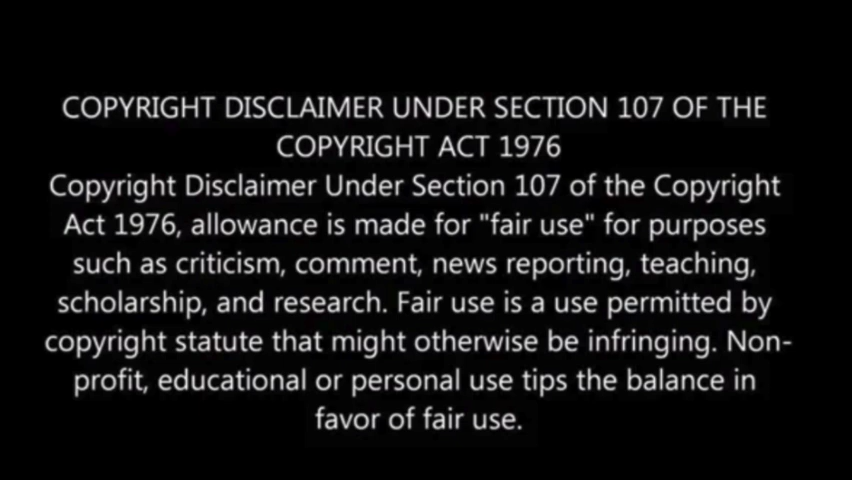 COPYRIGHT DISCLAIMER UNDER SECTION 107 OF THE
COPYRIGHT ACT 1976
Copyright Disclaimer Under Section 107 of the Copyright
Act 1976, allowance is made for "fair use" for purposes
such as criticism, comment, news reporting, teaching,
scholarship, and research. Fair use is a use permitted by
copyright statute that might otherwise be infringing. Non-
profit, educational or personal use tips the balance in
favor of fair use.